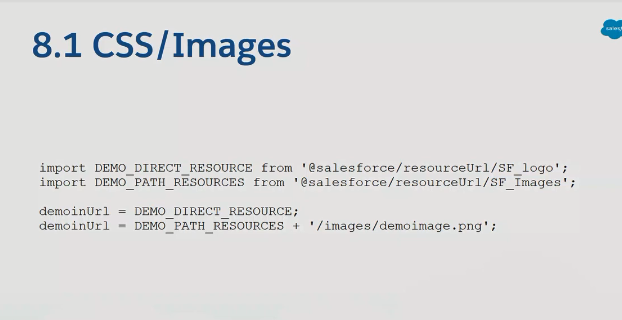 8.1 CSS/Images
import DEMO_DIRECT_RESOURCE from '@salesforce/resourceUrl/SF_logo';
import DEMO_PATH_RESOURCES from '@salesforce/resourceUrl/SF_Images';
demoinUrl = DEMO_DIRECT_RESOURCE;
demoinUrl = DEMO_PATH_RESOURCES + '/images/demoimage.png';